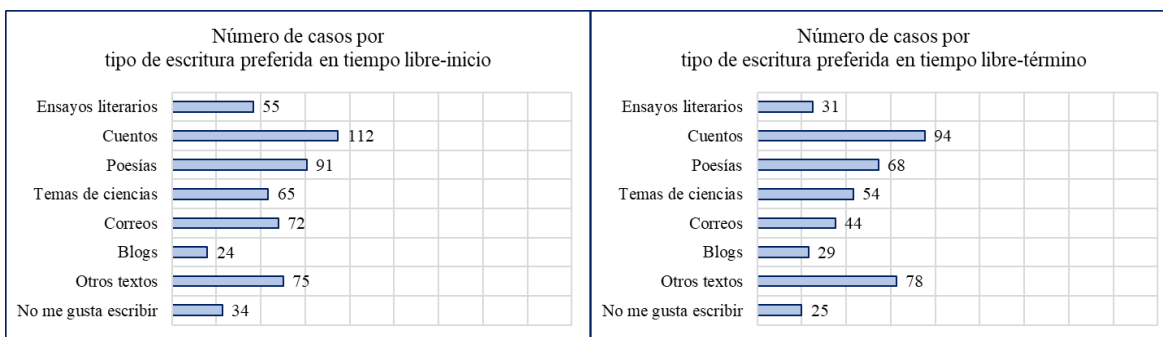 Número de casos por
tipo de escritura preferida en tiempo libre-inicio
Ensayos literarios 55
Cuentos 112
Poesías 91
Temas de ciencias 65
Correos 72
Blogs 24
Otros textos 75
No me gusta escribir 34
Número de casos por
tipo de escritura preferida en tiempo libre-término
Ensayos literarios 31
Cuentos 94
Poesías 68
Temas de ciencias 54
Correos 44
Blogs 29
Otros textos 78
No me gusta escribir 25